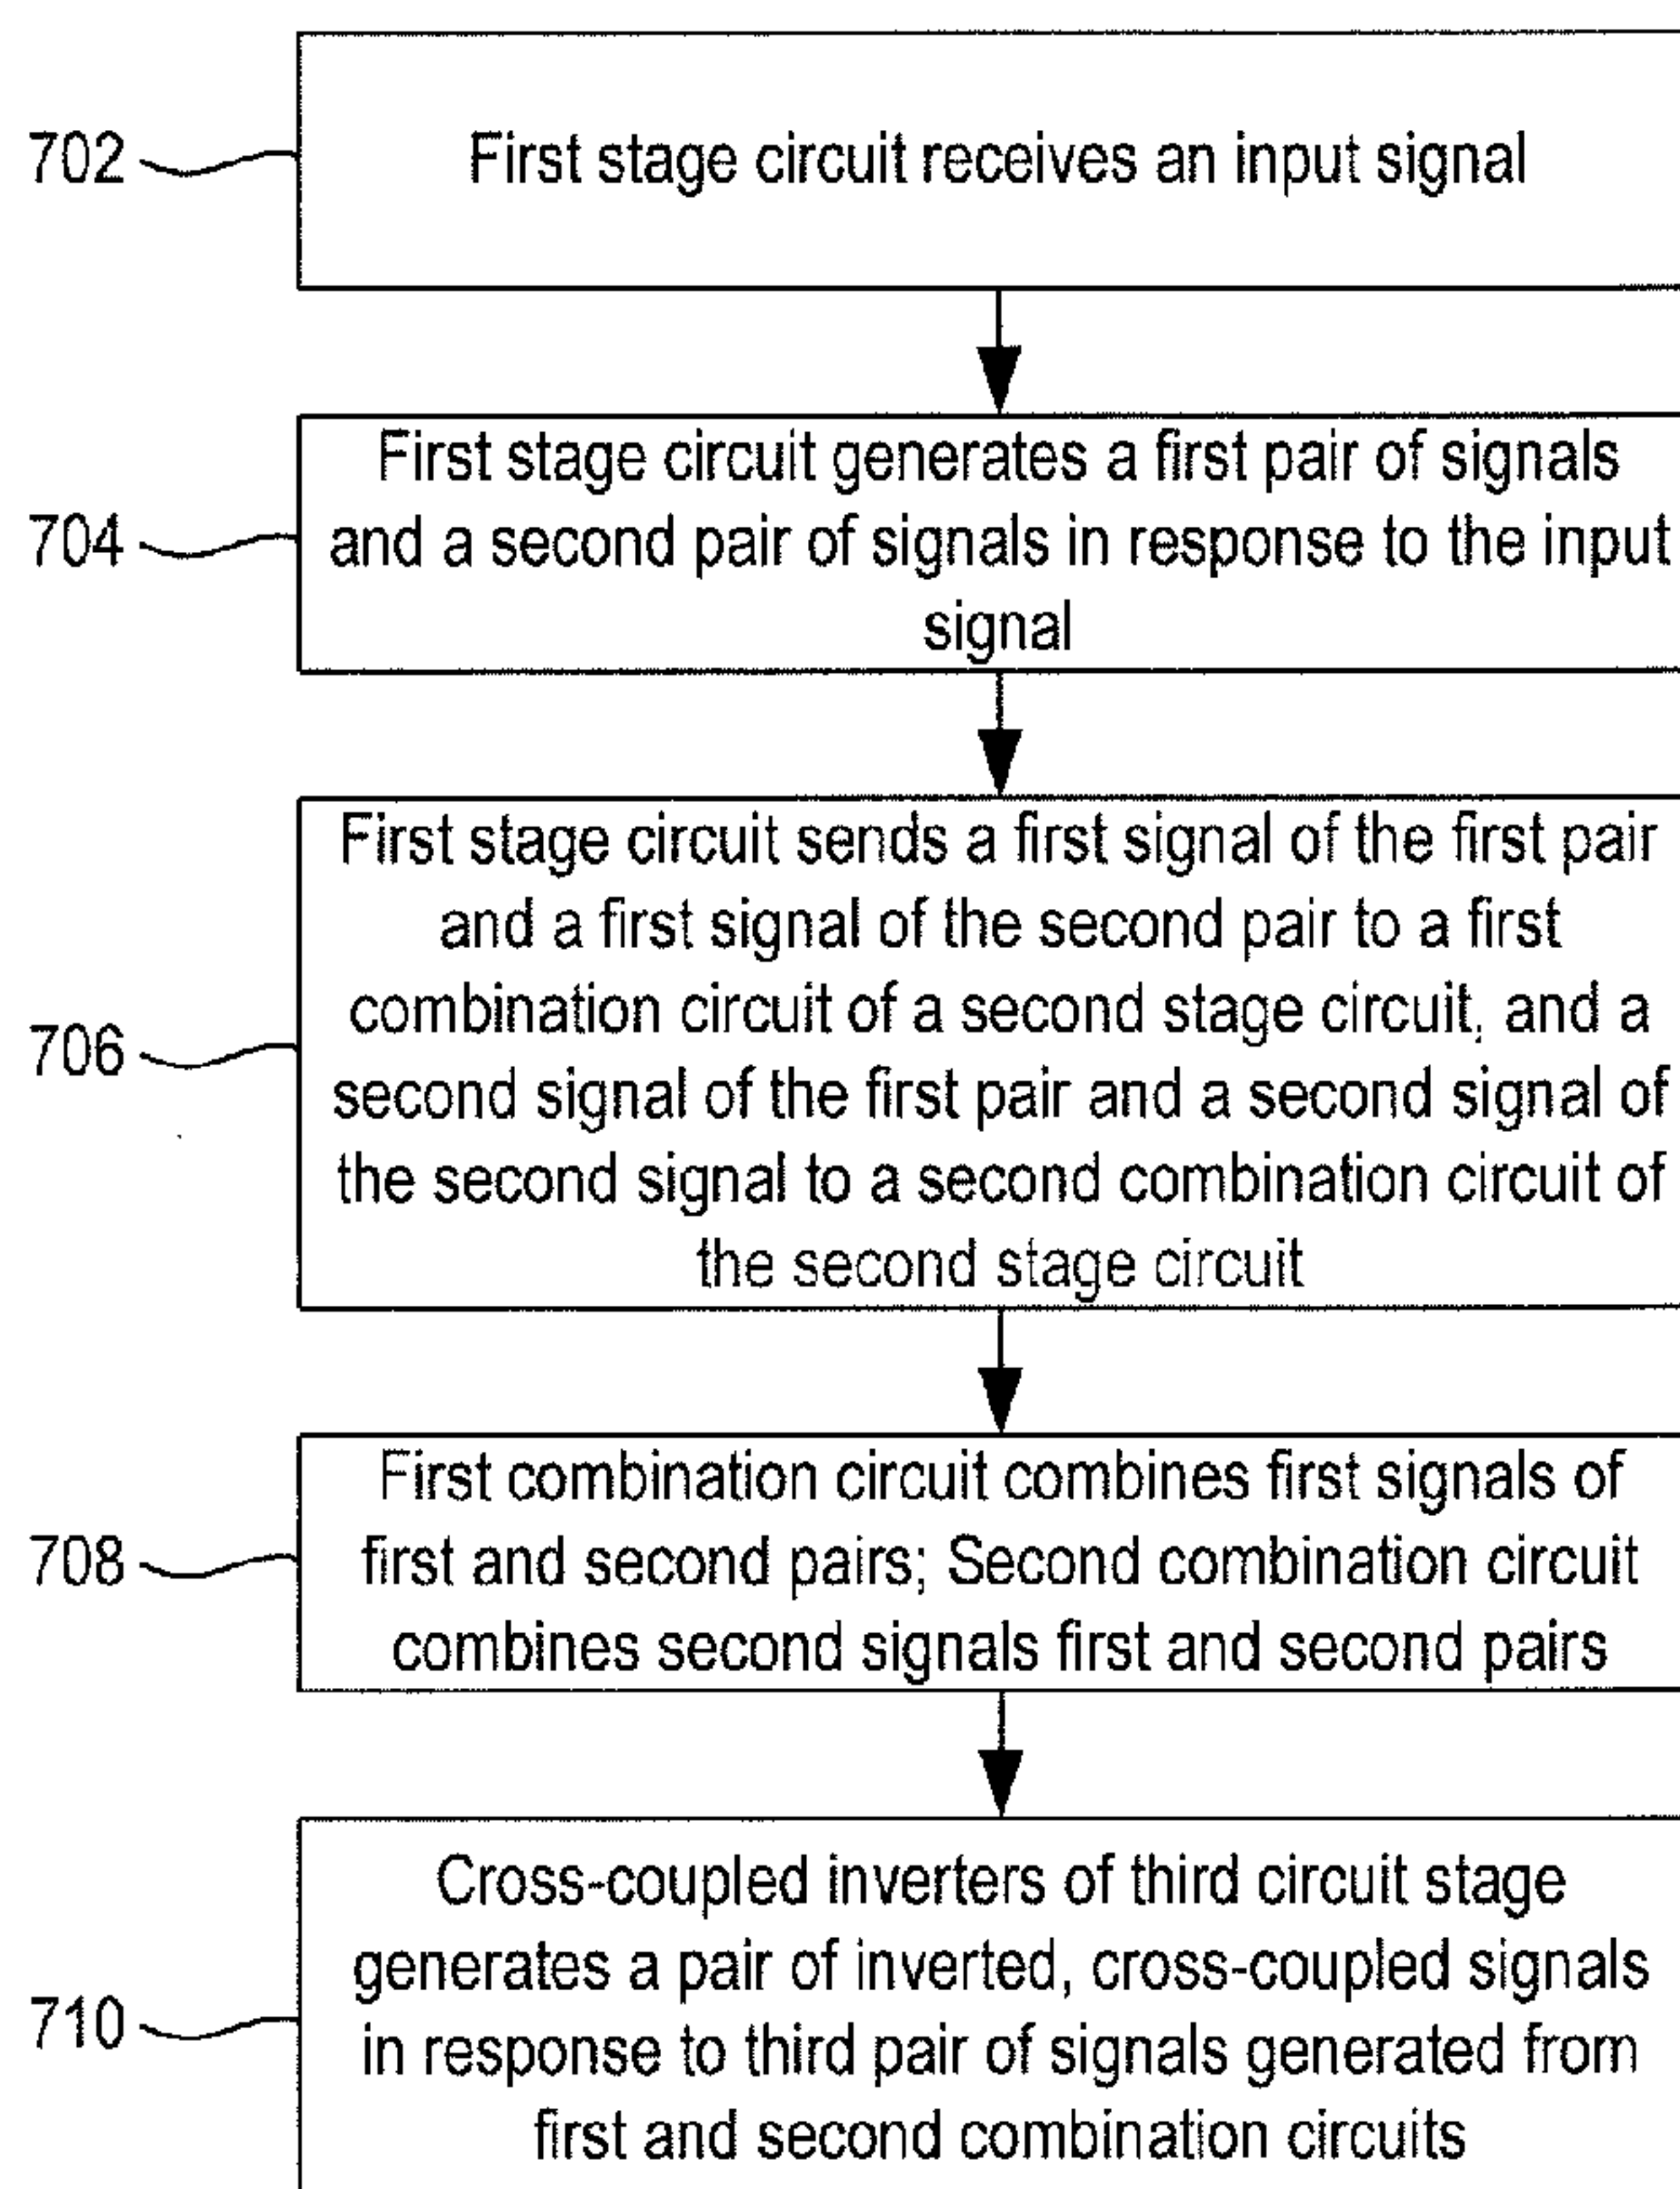 702
First stage circuit receives an input signal
704
First stage circuit generates a first pair of signals
and a second pair of signals in response to the input
signal
706
First stage circuit sends a first signal of the first pair
and a first signal of the second pair to a first
combination circuit of a second stage circuit, and a
second signal of the first pair and a second signal of
the second signal to a second combination circuit of
the second stage circuit
708
First combination circuit combines first signals of
first and second pairs; Second combination circuit
combines second signals first and second pairs
710
Cross-coupled inverters of third circuit stage
generates a pair of inverted, cross-coupled signals
in response to third pair of signals generated from
first and second combination circuits